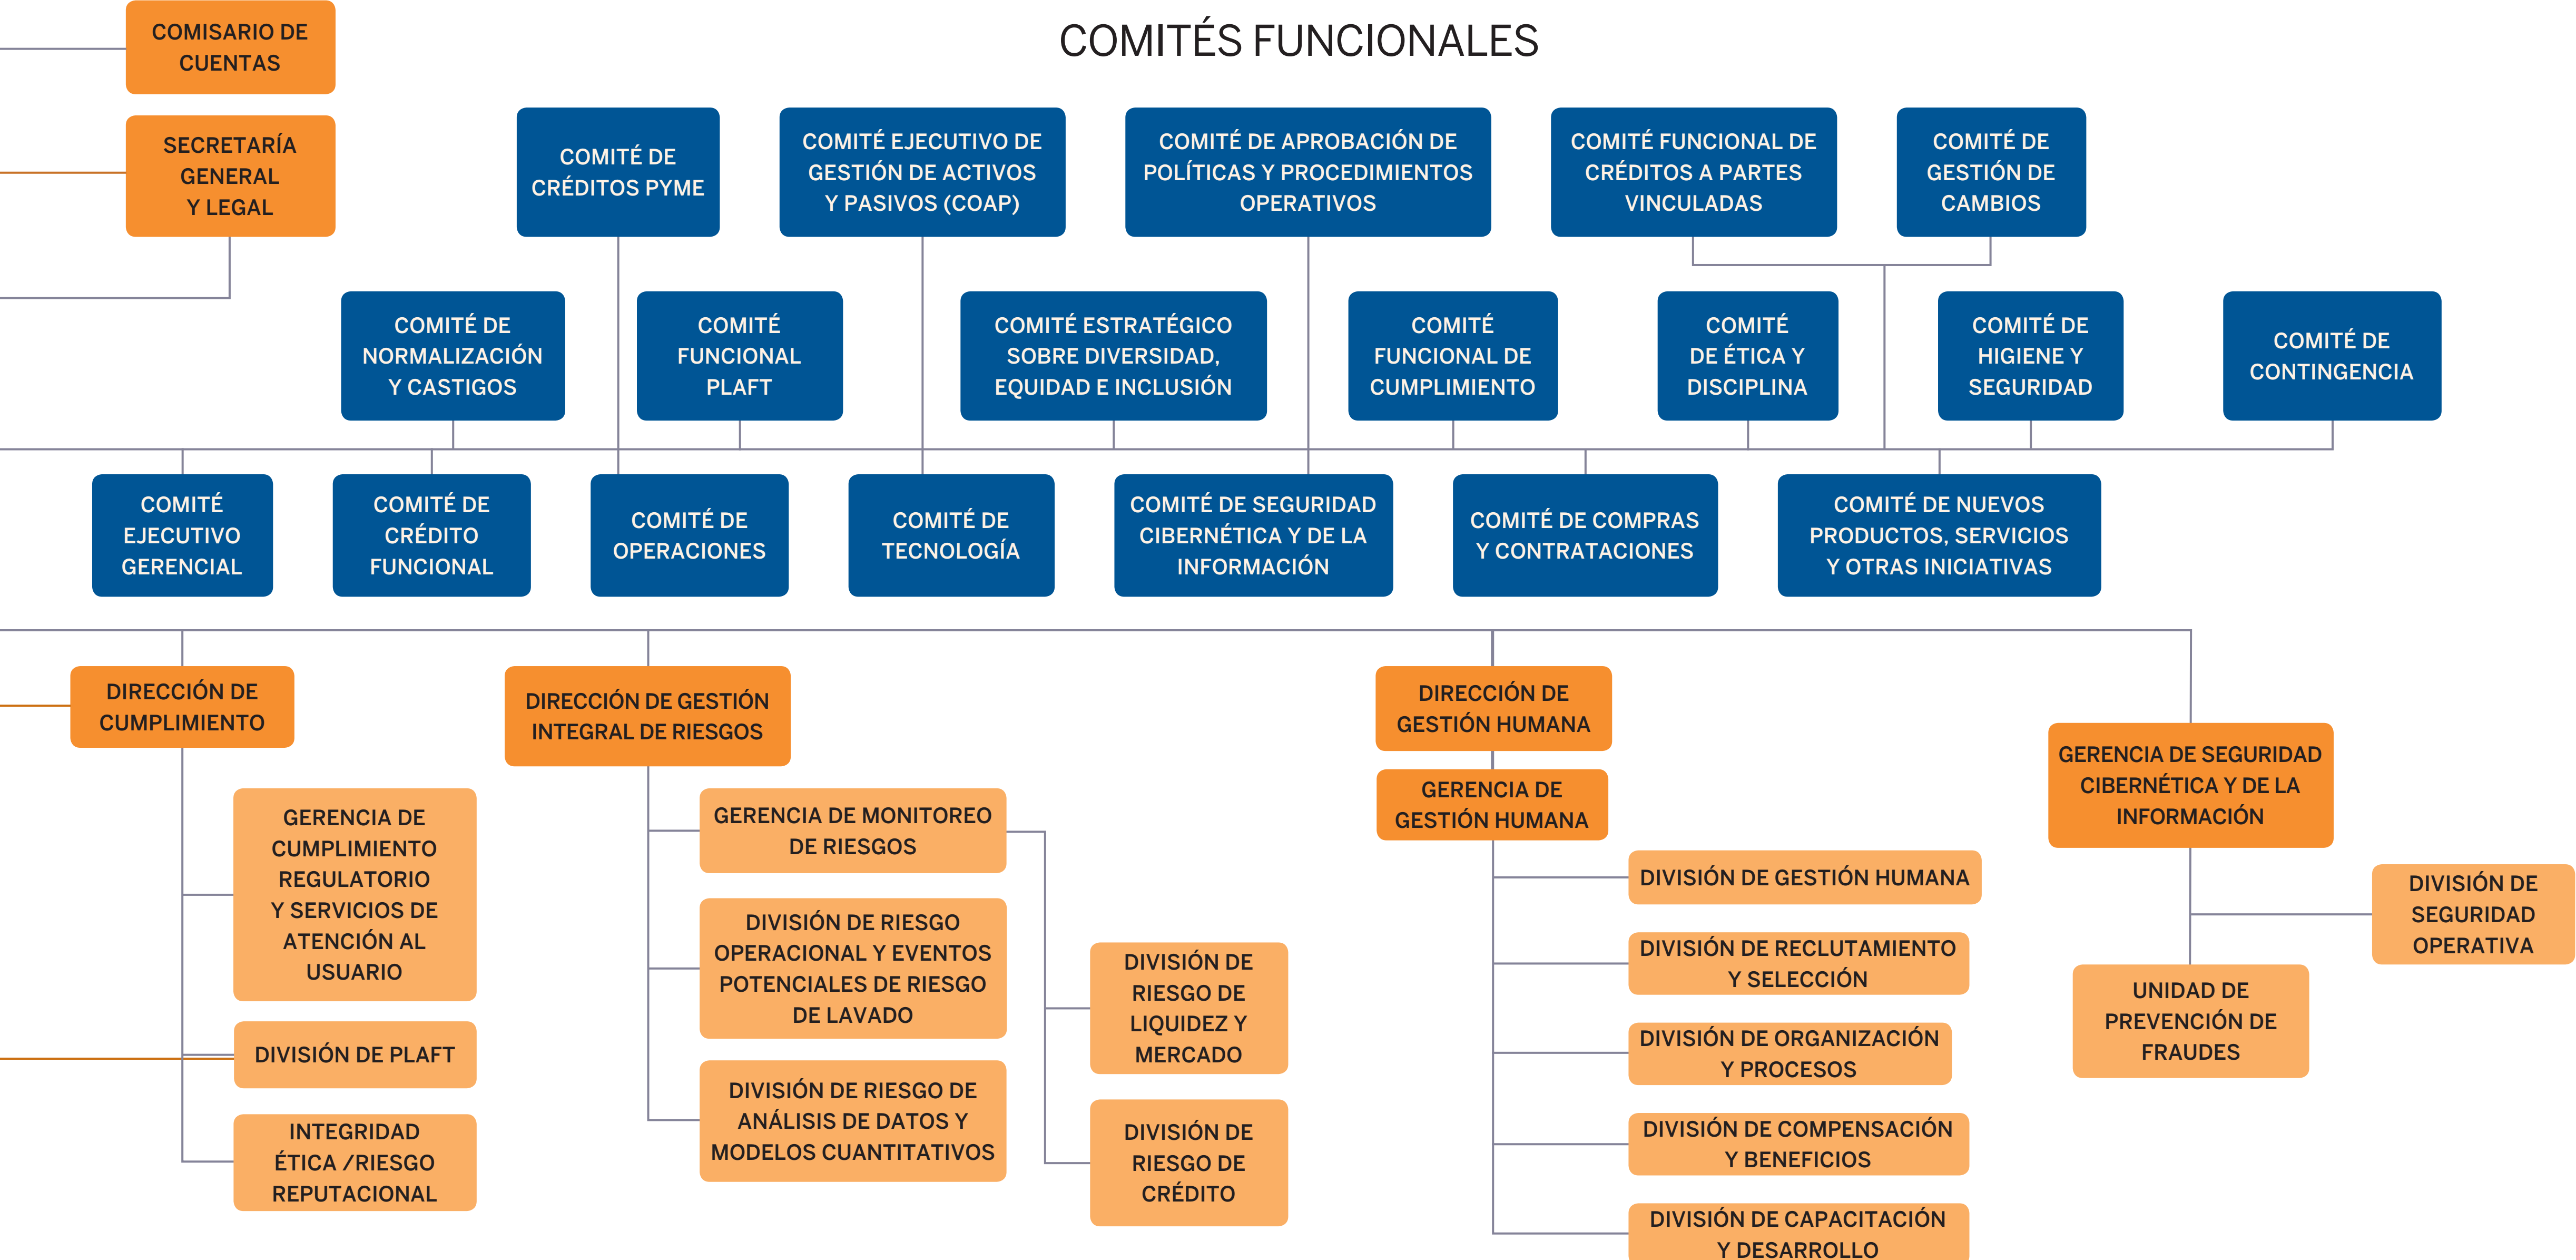 COMISARIO DE
CUENTAS
COMITÉS FUNCIONALES
SECRETARÍA
GENERAL
Y LEGAL
COMITÉ DE
CRÉDITOS PYME
COMITÉ EJECUTIVO DE
GESTIÓN DE ACTIVOS
Y PASIVOS (COAP)
COMITÉ DE APROBACIÓN DE
POLÍTICAS Y PROCEDIMIENTOS
OPERATIVOS
COMITÉ FUNCIONAL DE
CRÉDITOS A PARTES
VINCULADAS
COMITÉ DE
GESTIÓN DE
CAMBIOS
COMITÉ DE
NORMALIZACIÓN
Y CASTIGOS
COMITÉ
FUNCIONAL
PLAFT
COMITÉ ESTRATÉGICO
SOBRE DIVERSIDAD,
EQUIDAD E INCLUSIÓN
COMITÉ
FUNCIONAL DE
CUMPLIMIENTO
COMITÉ
DE ÉTICA Y
DISCIPLINA
COMITÉ DE
HIGIENE Y
SEGURIDAD
COMITÉ DE
CONTINGENCIA
COMITÉ
EJECUTIVO
GERENCIAL
COMITÉ DE
CRÉDITO
FUNCIONAL
COMITÉ DE
OPERACIONES
COMITÉ DE
TECNOLOGÍA
COMITÉ DE SEGURIDAD
CIBERNÉTICA Y DE LA
INFORMACIÓN
COMITÉ DE COMPRAS
Y CONTRATACIONES
COMITÉ DE NUEVOS
PRODUCTOS, SERVICIOS
Y OTRAS INICIATIVAS
DIRECCIÓN DE
CUMPLIMIENTO
GERENCIA DE
CUMPLIMIENTO
REGULATORIO
Y SERVICIOS DE
ATENCIÓN AL
USUARIO
DIVISIÓN DE PLAFT
INTEGRIDAD
ÉTICA /RIESGO
REPUTACIONAL
DIRECCIÓN DE GESTIÓN
INTEGRAL DE RIESGOS
GERENCIA DE MONITOREO
DE RIESGOS
DIVISIÓN DE RIESGO
OPERACIONAL Y EVENTOS
POTENCIALES DE RIESGO
DE LAVADO
DIVISIÓN DE RIESGO DE
ANÁLISIS DE DATOS Y
MODELOS CUANTITATIVOS
DIVISIÓN DE
RIESGO DE
LIQUIDEZ Y
MERCADO
DIVISIÓN DE
RIESGO DE
CRÉDITO
DIRECCIÓN DE
GESTIÓN HUMANA
GERENCIA DE
GESTIÓN HUMANA
DIVISIÓN DE GESTIÓN HUMANA
DIVISIÓN DE RECLUTAMIENTO
Y SELECCIÓN
DIVISIÓN DE ORGANIZACIÓN
Y PROCESOS
DIVISIÓN DE COMPENSACIÓN
Y BENEFICIOS
DIVISIÓN DE CAPACITACIÓN
Y DESARROLLO
GERENCIA DE SEGURIDAD
CIBERNÉTICA Y DE LA
INFORMACIÓN
DIVISIÓN DE
SEGURIDAD
OPERATIVA
UNIDAD DE
PREVENCIÓN DE
FRAUDES